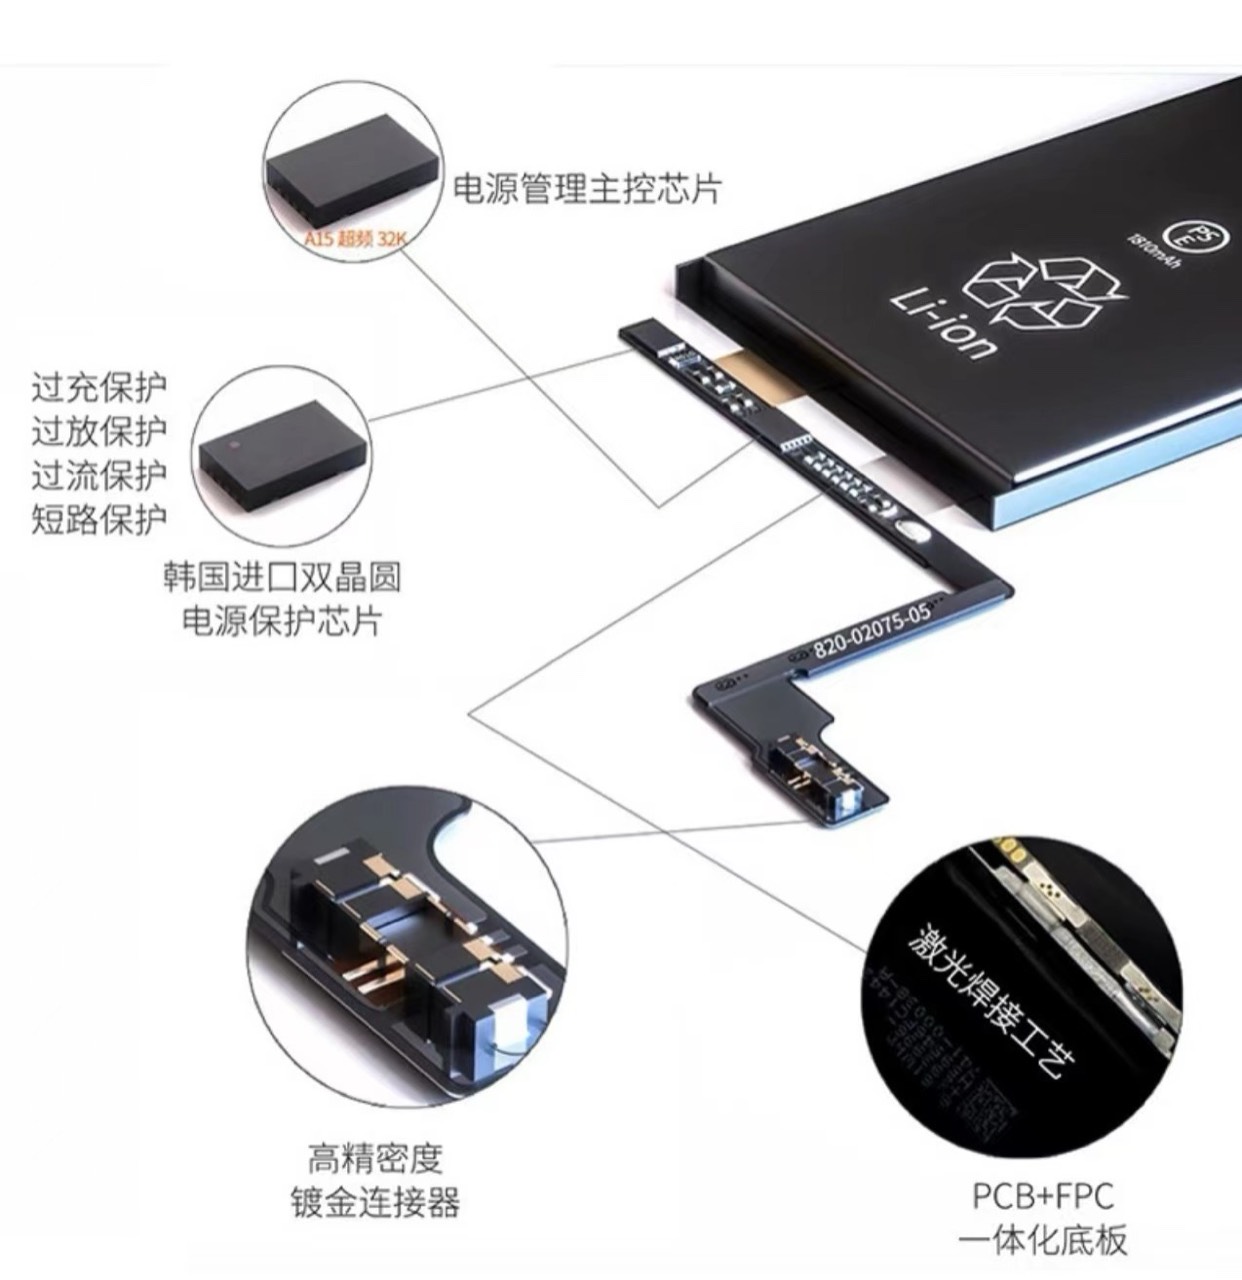 电源管理主控芯片
A15 超频 32K
PSE
1810mAh
Li-ion
过充保护
过放保护
过流保护
短路保护
韩国进口双晶圆
电源保护芯片
820-02075-05
激光焊接工艺
高精密度
镀金连接器
PCB+FPC
一体化底板